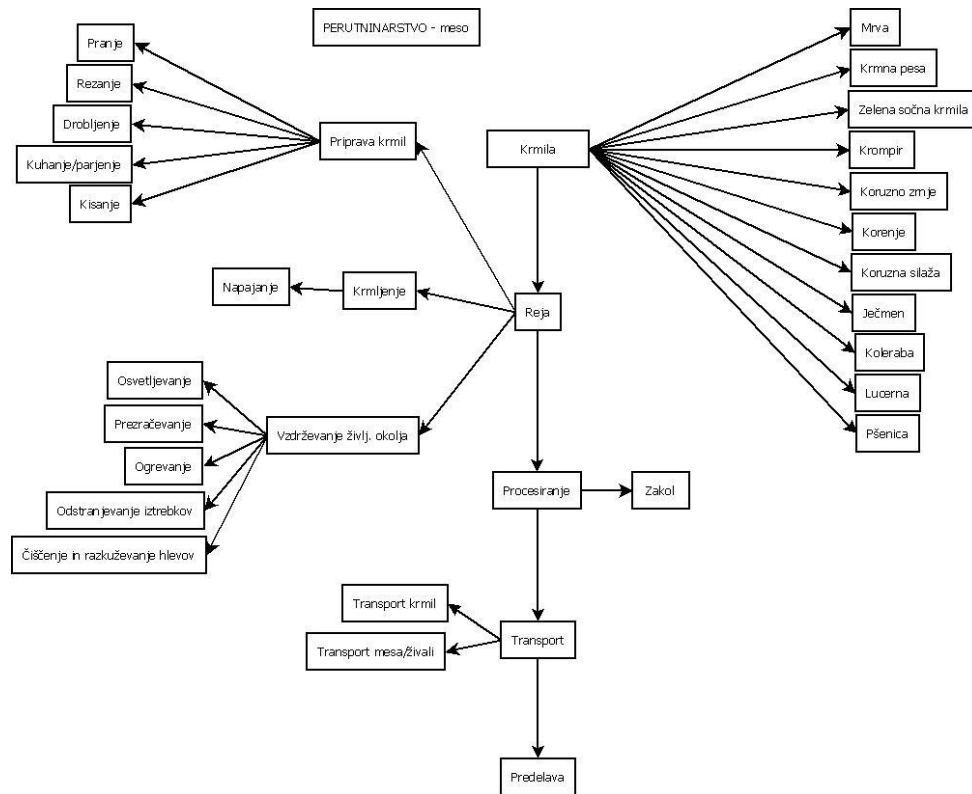 PERUTNINARSTVO - meso
Pranje
Rezanje
Drobljenje
Kuhanje/parjenje
Kisanje
Priprava krmil
Krmila
Mrva
Krmna pesa
Zelena sočna krmila
Krompir
Koruzno zrnje
Korenje
Koruzna silaža
Ječmen
Koleraba
Lucerna
Pšenica
Napajanje
Krmljenje
Reja
Osvetljevanje
Prezračevanje
Ogrevanje
Odstranjevanje iztrebkov
Čiščenje in razkuževanje hlevov
Vzdrževanje življ. okolja
Procesiranje
Zakol
Transport krmil
Transport mesa/živali
Transport
Predelava